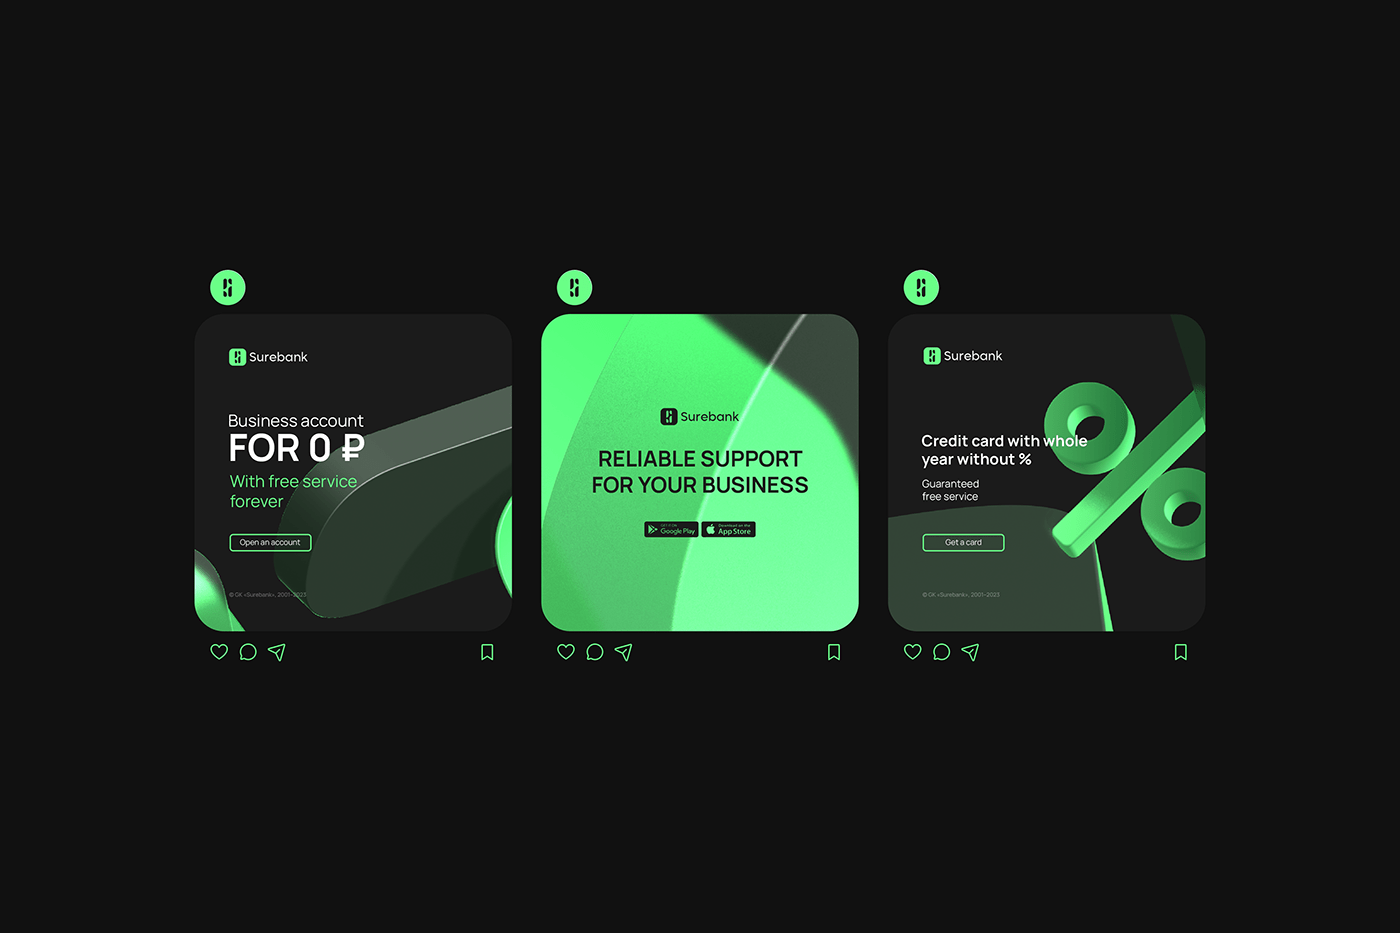 Surebank
Business account
FOR 0 ₽
With free service
forever
Open an account
© GK «Surebank», 2001–2023
Surebank
RELIABLE SUPPORT
FOR YOUR BUSINESS
GET IT ON
Google Play
Download on the
App Store
Surebank
Credit card with whole
year without %
Guaranteed
free service
Get a card
© GK «Surebank», 2001–2023